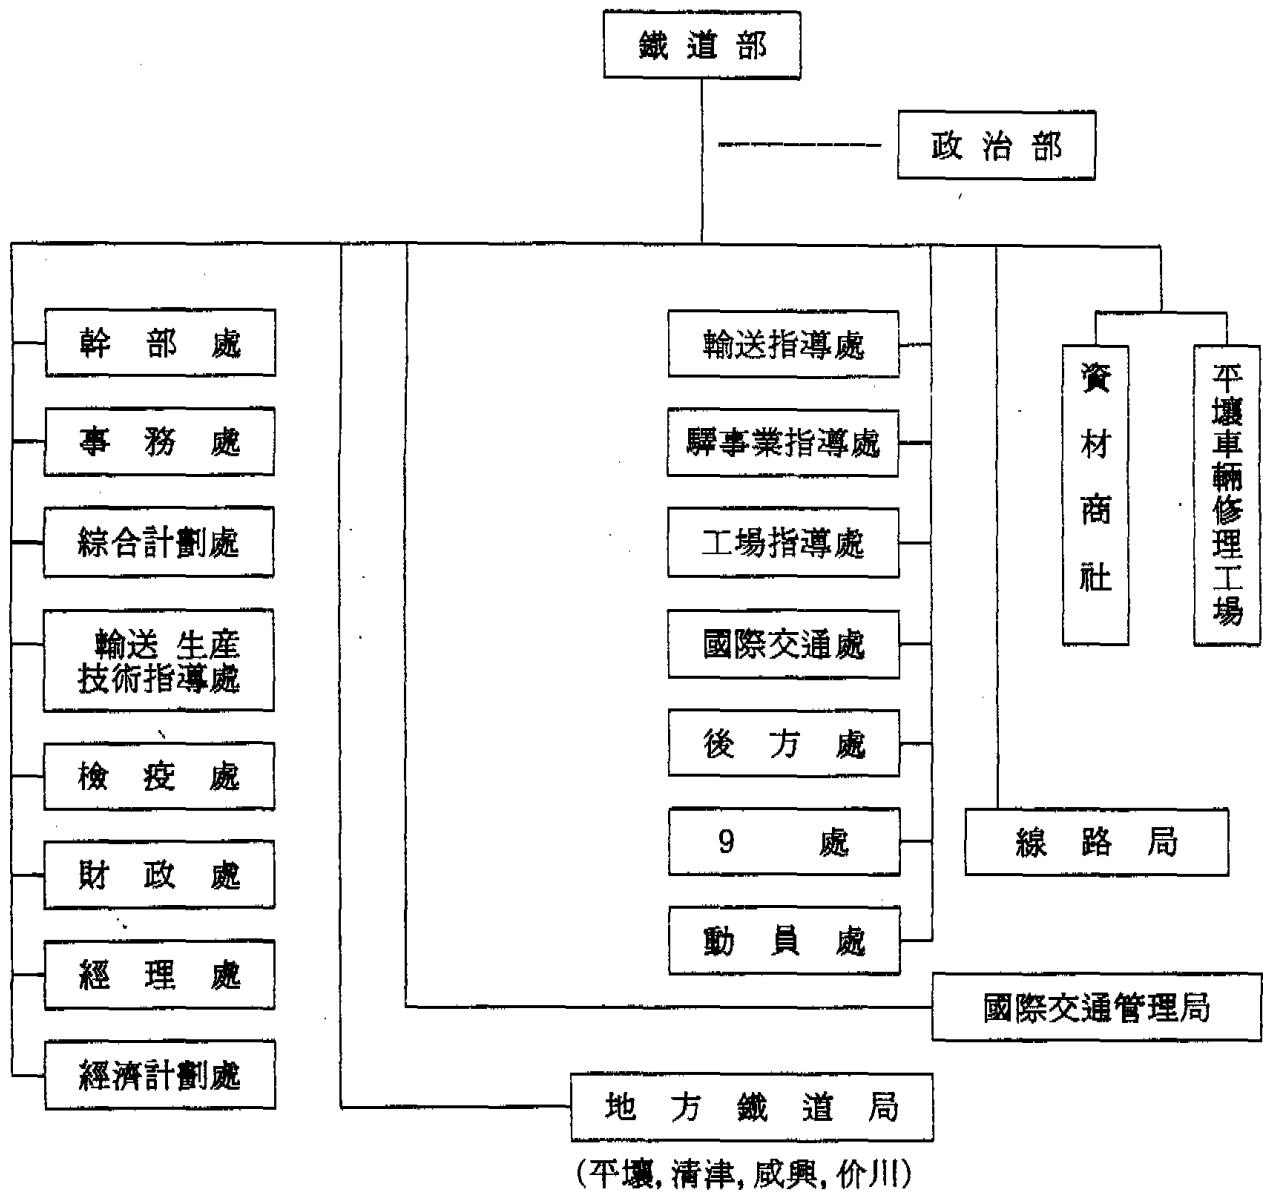 鐵道部
政治部
幹部處
事務處
綜合計劃處
輸送 生産
技術指導處
檢疫處
財政處
經理處
經濟計劃處
輸送指導處
驛事業指導處
工場指導處
國際交通處
後方處
9處
動員處
資材商社
平壤車輛修理工場
線路局
國際交通管理局
地方鐵道局
(平壤, 淸津, 咸興, 价川)